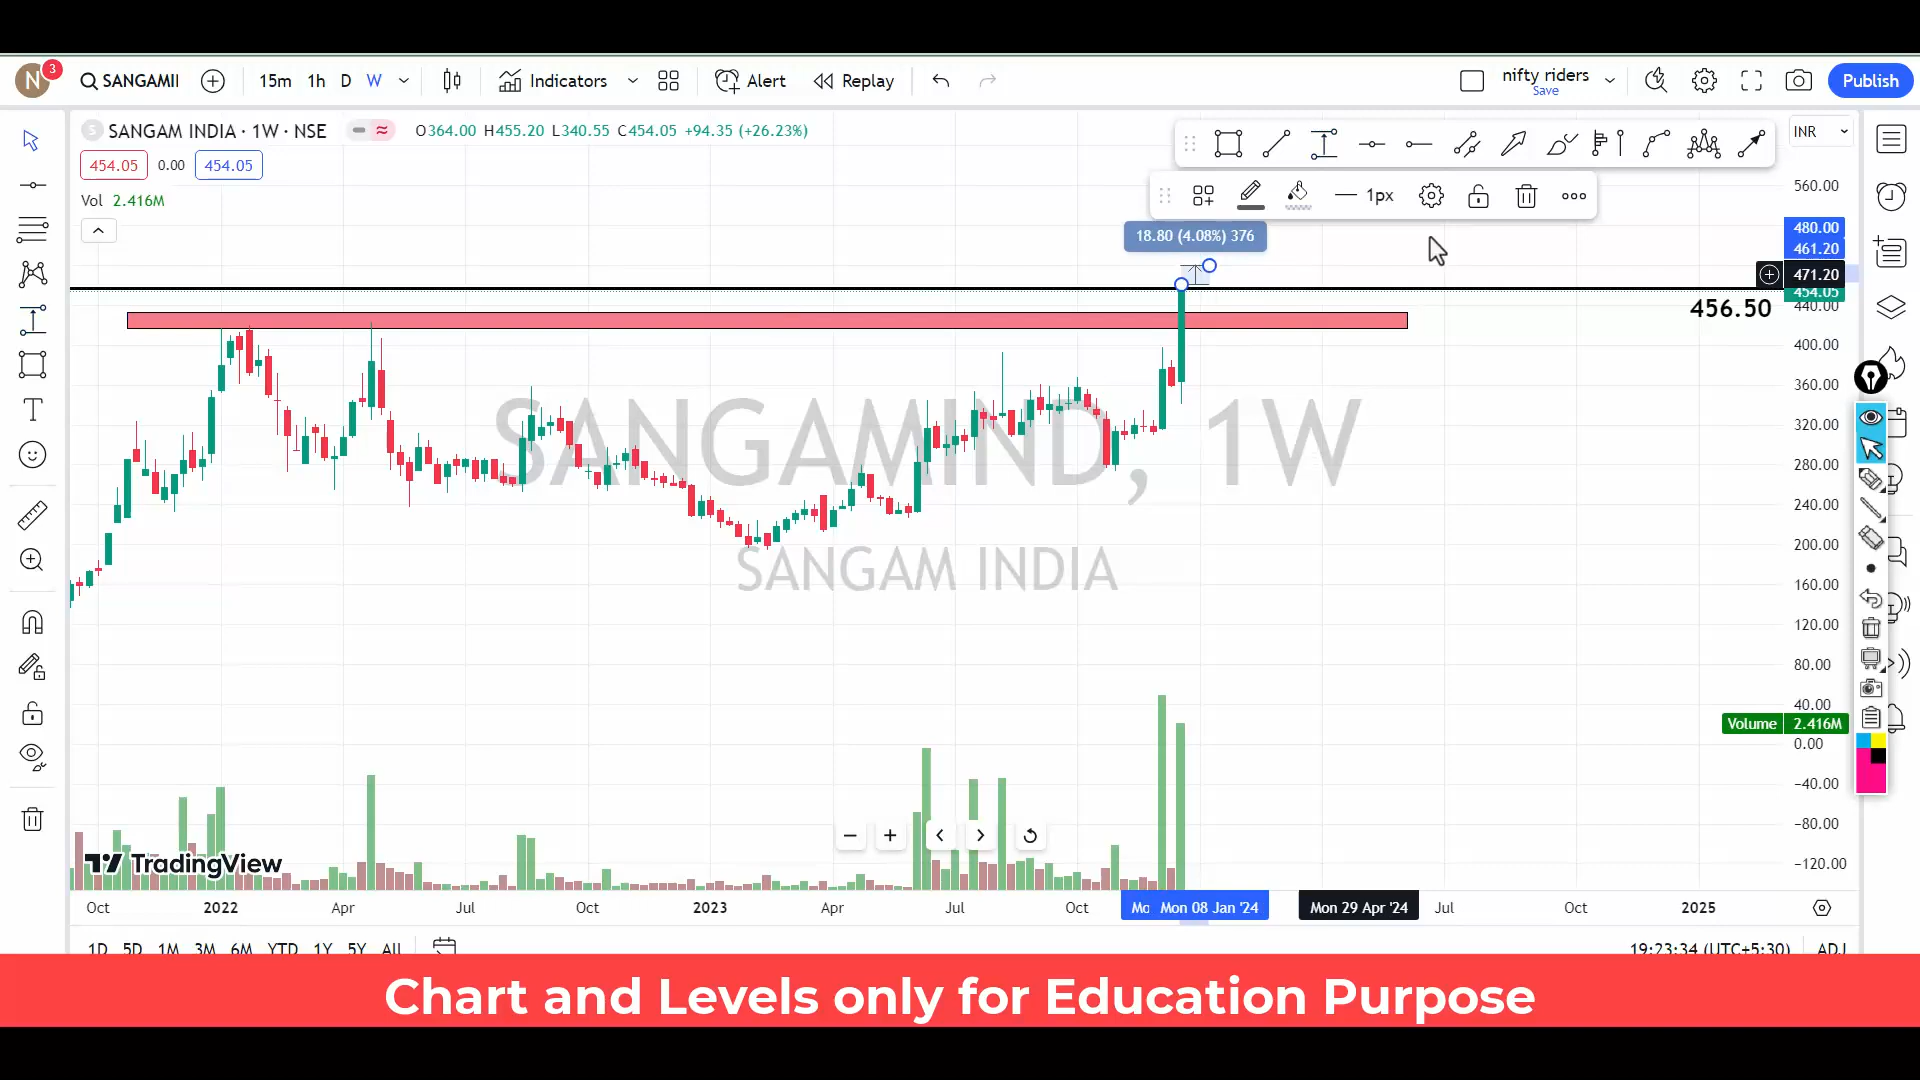 N
3
SANGAMII
15m 1h D W
Indicators
Alert
Replay
nifty riders
Save
Publish
SANGAM INDIA · 1W · NSE
O364.00 H455.20 L340.55 C454.05 +94.35 (+26.23%)
INR
454.05 0.00 454.05
Vol 2.416M
1px
18.80 (4.08%) 376
560.00
480.00
461.20
471.20
454.05
440.00
456.50
400.00
360.00
320.00
280.00
240.00
200.00
160.00
120.00
80.00
40.00
Volume 2.416M
0.00
−40.00
−80.00
−120.00
SANGAMIND, 1W
SANGAM INDIA
TradingView
Oct 2022 Apr Jul Oct 2023 Apr Jul Oct Mo Mon 08 Jan '24 Mon 29 Apr '24 Jul Oct 2025
1D 5D 1M 3M 6M YTD 1Y 5Y All
19:23:34 (UTC+5:30) ADJ
Chart and Levels only for Education Purpose